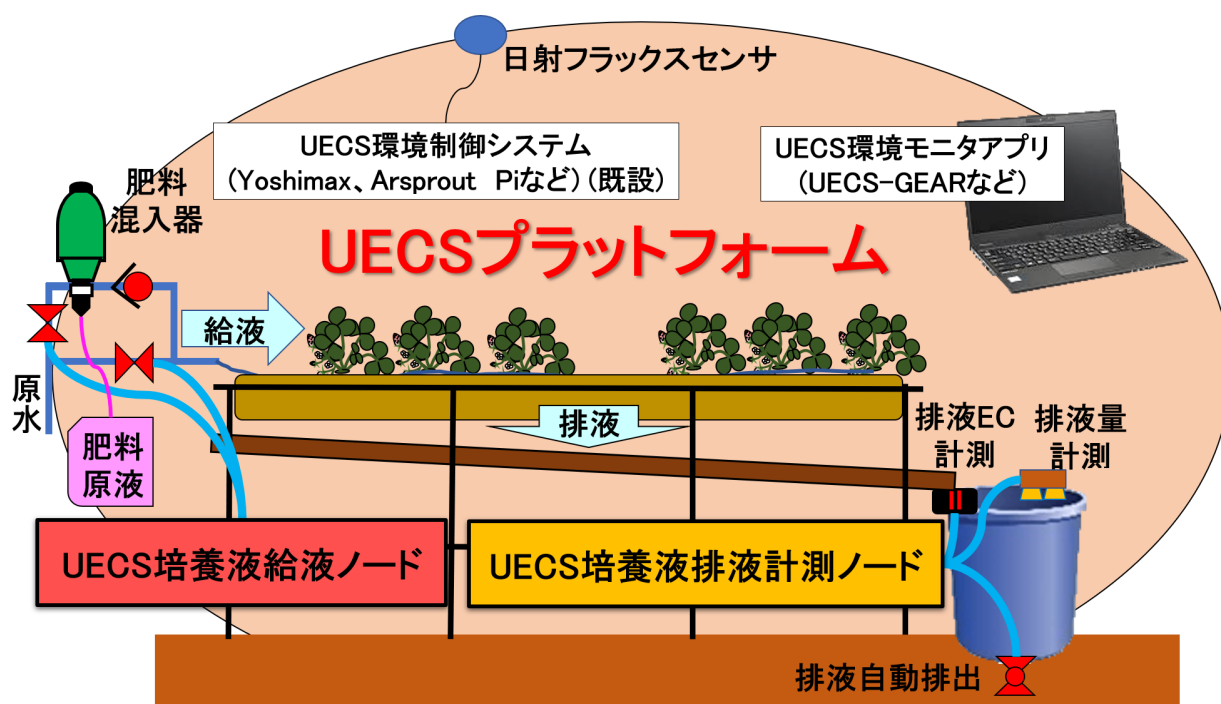 日射フラックスセンサ
UECS環境制御システム
(Yoshimax、Arsprout Piなど)(既設)
UECS環境モニタアプリ
(UECS-GEARなど)
肥料
混入器
UECSプラットフォーム
給液
原水
肥料
原液
排液
排液EC
計測
排液量
計測
UECS培養液給液ノード
UECS培養液排液計測ノード
排液自動排出